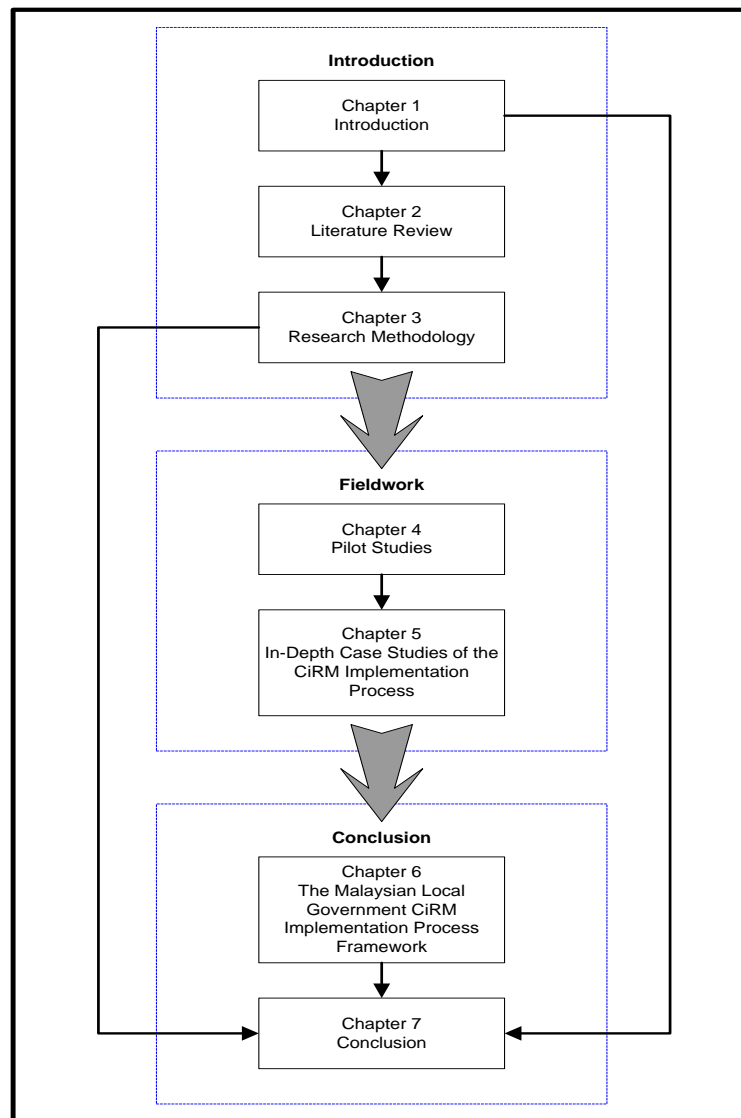 Introduction
Chapter 1
Introduction
Chapter 2
Literature Review
Chapter 3
Research Methodology
Fieldwork
Chapter 4
Pilot Studies
Chapter 5
In-Depth Case Studies of the
CiRM Implementation
Process
Conclusion
Chapter 6
The Malaysian Local
Government CiRM
Implementation Process
Framework
Chapter 7
Conclusion